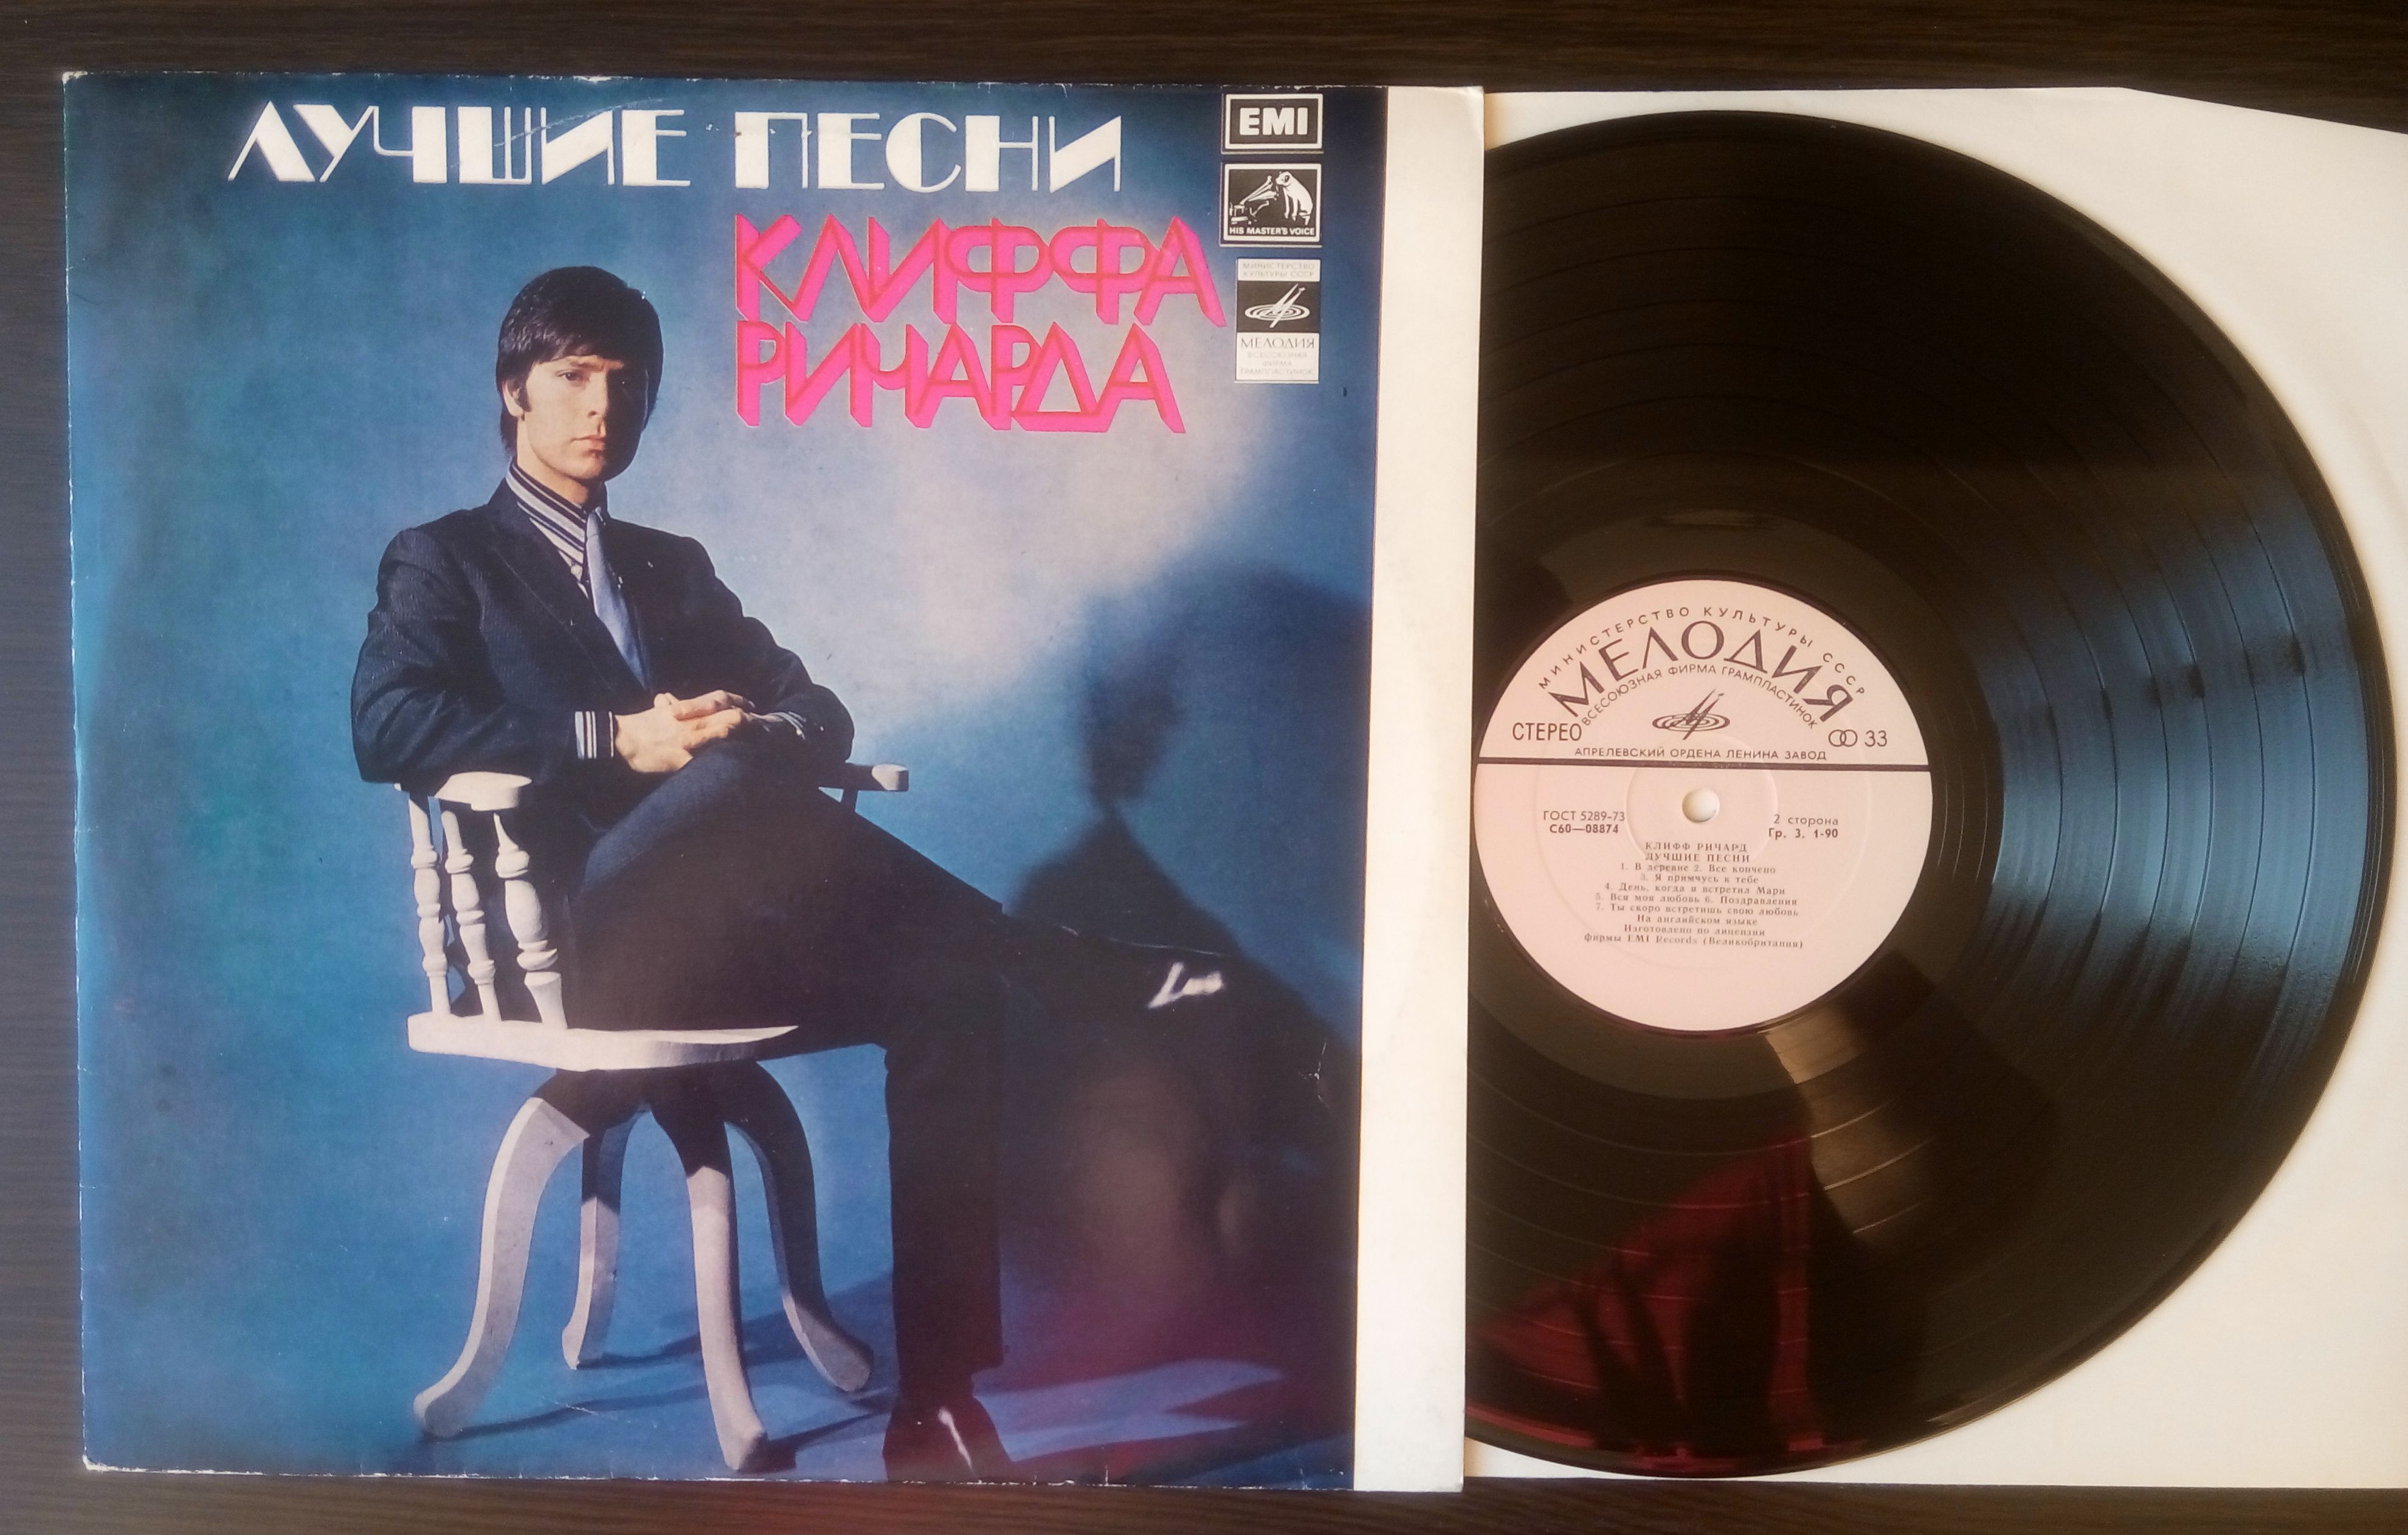 ЛУЧШИЕ ПЕСНИ
КЛИФФА
РИЧАРДА
EMI
HIS MASTER'S VOICE
МИНИСТЕРСТВО
КУЛЬТУРЫ СССР
МЕЛОДИЯ
ВСЕСОЮЗНАЯ
ФИРМА
ГРАМПЛАСТИНОК
МИНИСТЕРСТВО КУЛЬТУРЫ СССР
МЕЛОДИЯ
ВСЕСОЮЗНАЯ ФИРМА ГРАМПЛАСТИНОК
СТЕРЕО
33
АПРЕЛЕВСКИЙ ОРДЕНА ЛЕНИНА ЗАВОД
ГОСТ 5289-73
С60—08874
2 сторона
Гр. 3. 1-90
КЛИФФ РИЧАРД
ЛУЧШИЕ ПЕСНИ
1. В деревне 2. Все кончено
3. Я примчусь к тебе
4. День, когда я встретил Мари
5. Вся моя любовь 6. Поздравления
7. Ты скоро встретишь свою любовь
На английском языке
Изготовлено по лицензии
фирмы EMI Records (Великобритания)